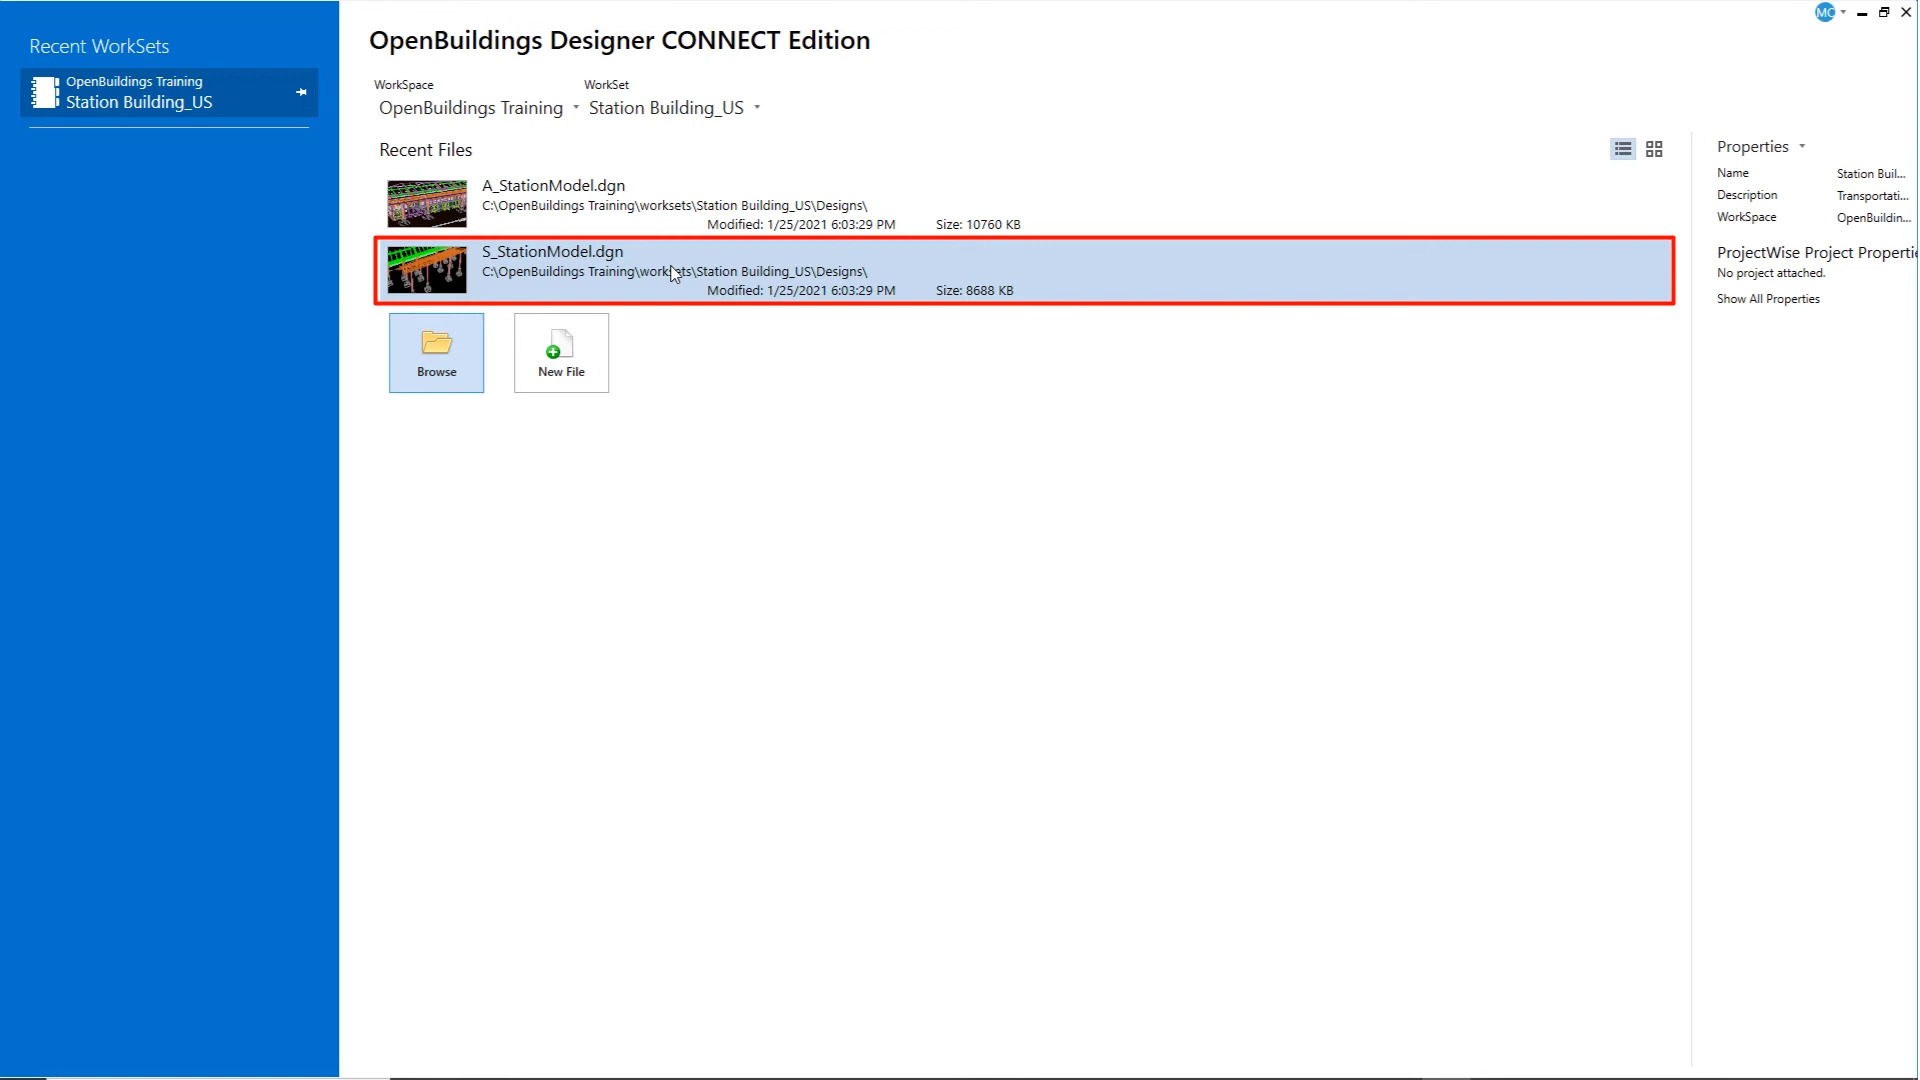 MC
Recent WorkSets
OpenBuildings Training
Station Building_US
OpenBuildings Designer CONNECT Edition
WorkSpace
WorkSet
OpenBuildings Training
Station Building_US
Recent Files
A_StationModel.dgn
C:\OpenBuildings Training\worksets\Station Building_US\Designs\
Modified: 1/25/2021 6:03:29 PM Size: 10760 KB
S_StationModel.dgn
C:\OpenBuildings Training\worksets\Station Building_US\Designs\
Modified: 1/25/2021 6:03:29 PM Size: 8688 KB
Browse
New File
Properties
Name Station Buil...
Description Transportati...
WorkSpace OpenBuildin...
ProjectWise Project Properti
No project attached.
Show All Properties